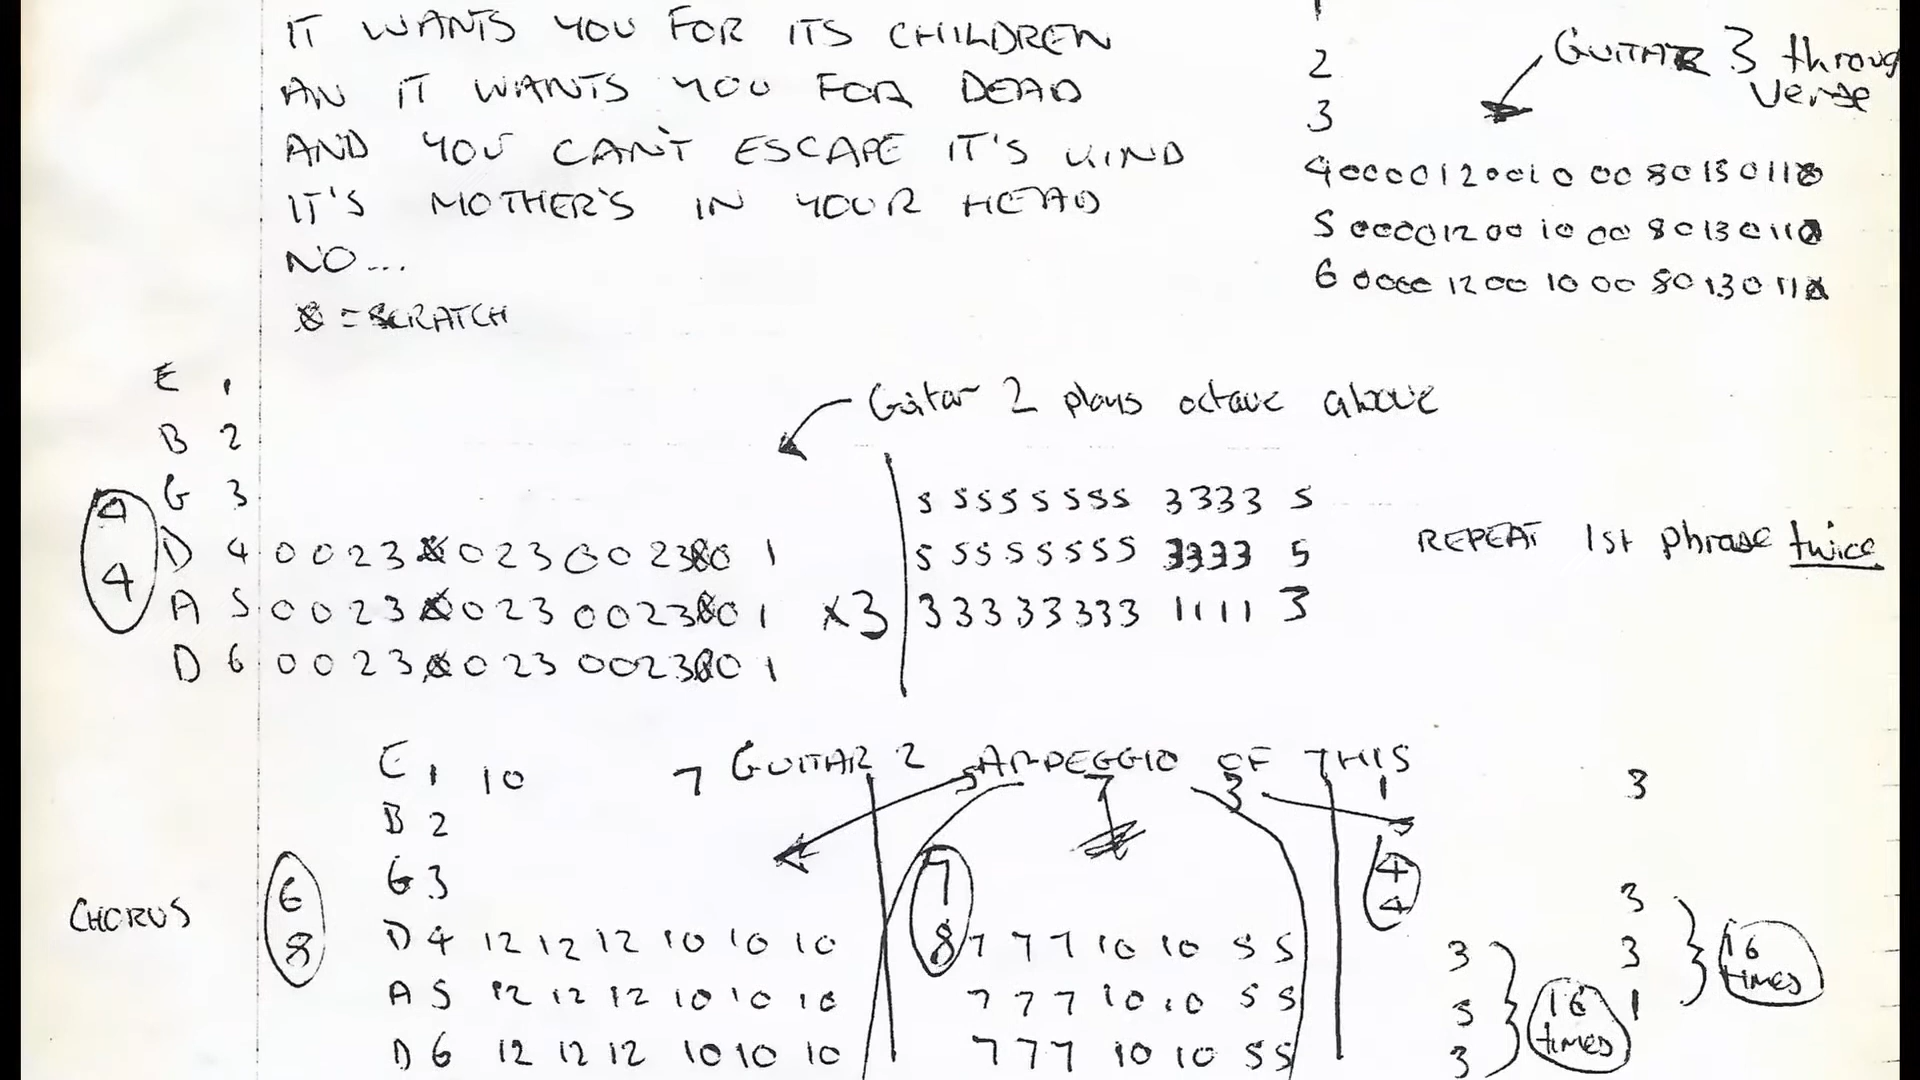 IT WANTS YOU FOR ITS CHILDREN
AN IT WANTS YOU FOR DEAD
AND YOU CAN'T ESCAPE IT'S KIND
IT'S MOTHER'S IN YOUR HEAD
NO...
= SCRATCH
GUITAR 3 throug
verse
2
3
4 0000 12 00 10 00 80 13 0 11
5 0000 12 00 10 00 80 13 0 11
6 0000 12 00 10 00 80 13 0 11
Guitar 2 plays octave above
E 1
B 2
G 3 5 5 5 5 5 5 5 5 3 3 3 3 5
4 4
D 4 0 0 2 3 0 2 3 0 0 2 3 0 1 5 5 5 5 5 5 5 5 3 3 3 3 5 REPEAT 1st phrase twice
A 5 0 0 2 3 0 2 3 0 0 2 3 0 1 x3 3 3 3 3 3 3 3 3 1 1 1 1 3
D 6 0 0 2 3 0 2 3 0 0 2 3 0 1
GUITAR 2 ARPEGGIO OF THIS
E 1 10 7 5 7 3 1 3
B 2
G 3 7 4 3
CHORUS 6 8
D 4 12 12 12 10 10 10 8 7 7 7 10 10 5 5 4 3 3 16 times
A 5 12 12 12 10 10 10 7 7 7 10 10 5 5 5 16 times 1
D 6 12 12 12 10 10 10 7 7 7 10 10 5 5 3